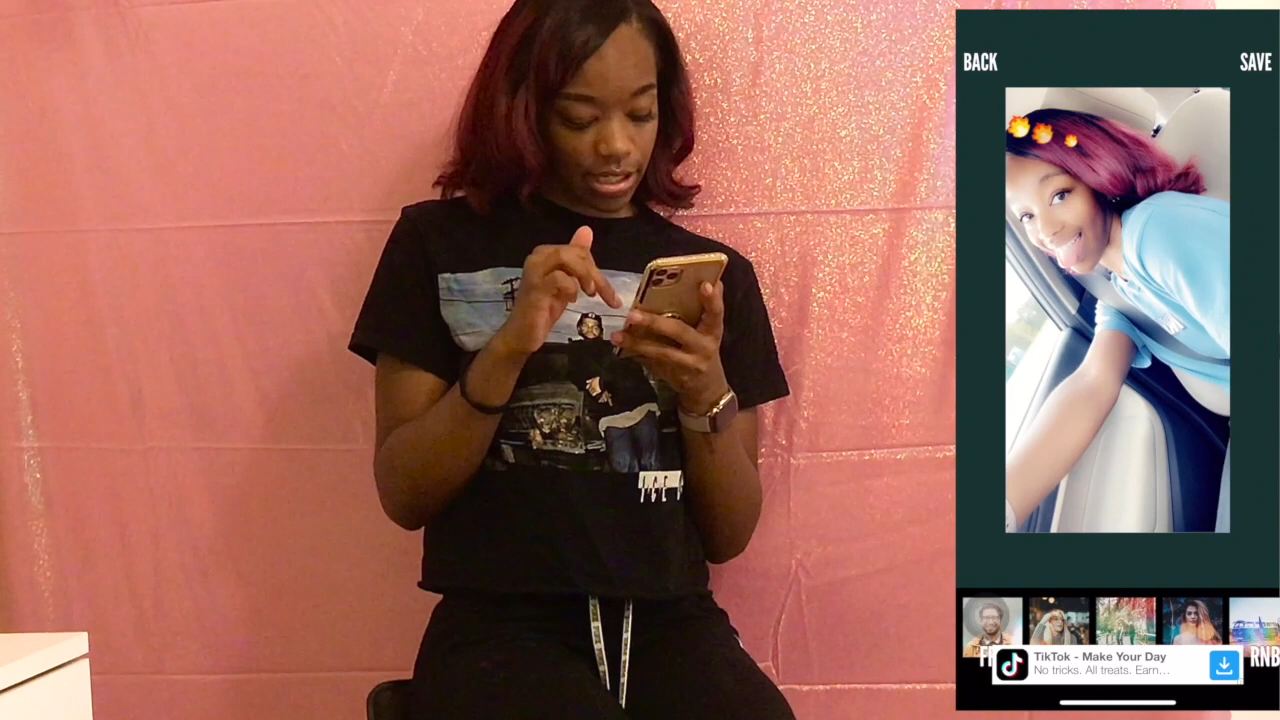 BACK
SAVE
ICE
RNB
TikTok - Make Your Day
No tricks. All treats. Earn...